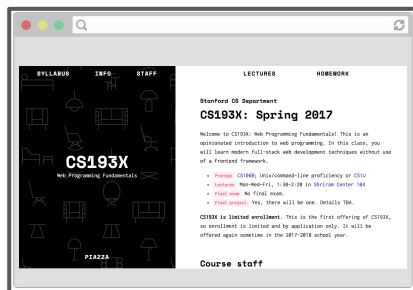 SYLLABUS INFO STAFF
CS193X
Web Programming Fundamentals
PIAZZA
LECTURES HOMEWORK
Stanford CS Department
CS193X: Spring 2017
Welcome to CS193X: Web Programming Fundamentals! This is an
opinionated introduction to web programming. In this class, you
will learn modern full-stack web development techniques without use
of a frontend framework.
Prereqs CS106B; Unix/command-line proficiency or CS1U
Lectures Mon-Wed-Fri, 1:30-2:20 in Shriram Center 104
Final exam No final exam.
Final project Yes, there will be one. Details TBA.
CS193X is limited enrollment. This is the first offering of CS193X,
so enrollment is limited and by application only. It will be
offered again sometime in the 2017-2018 school year.
Course staff